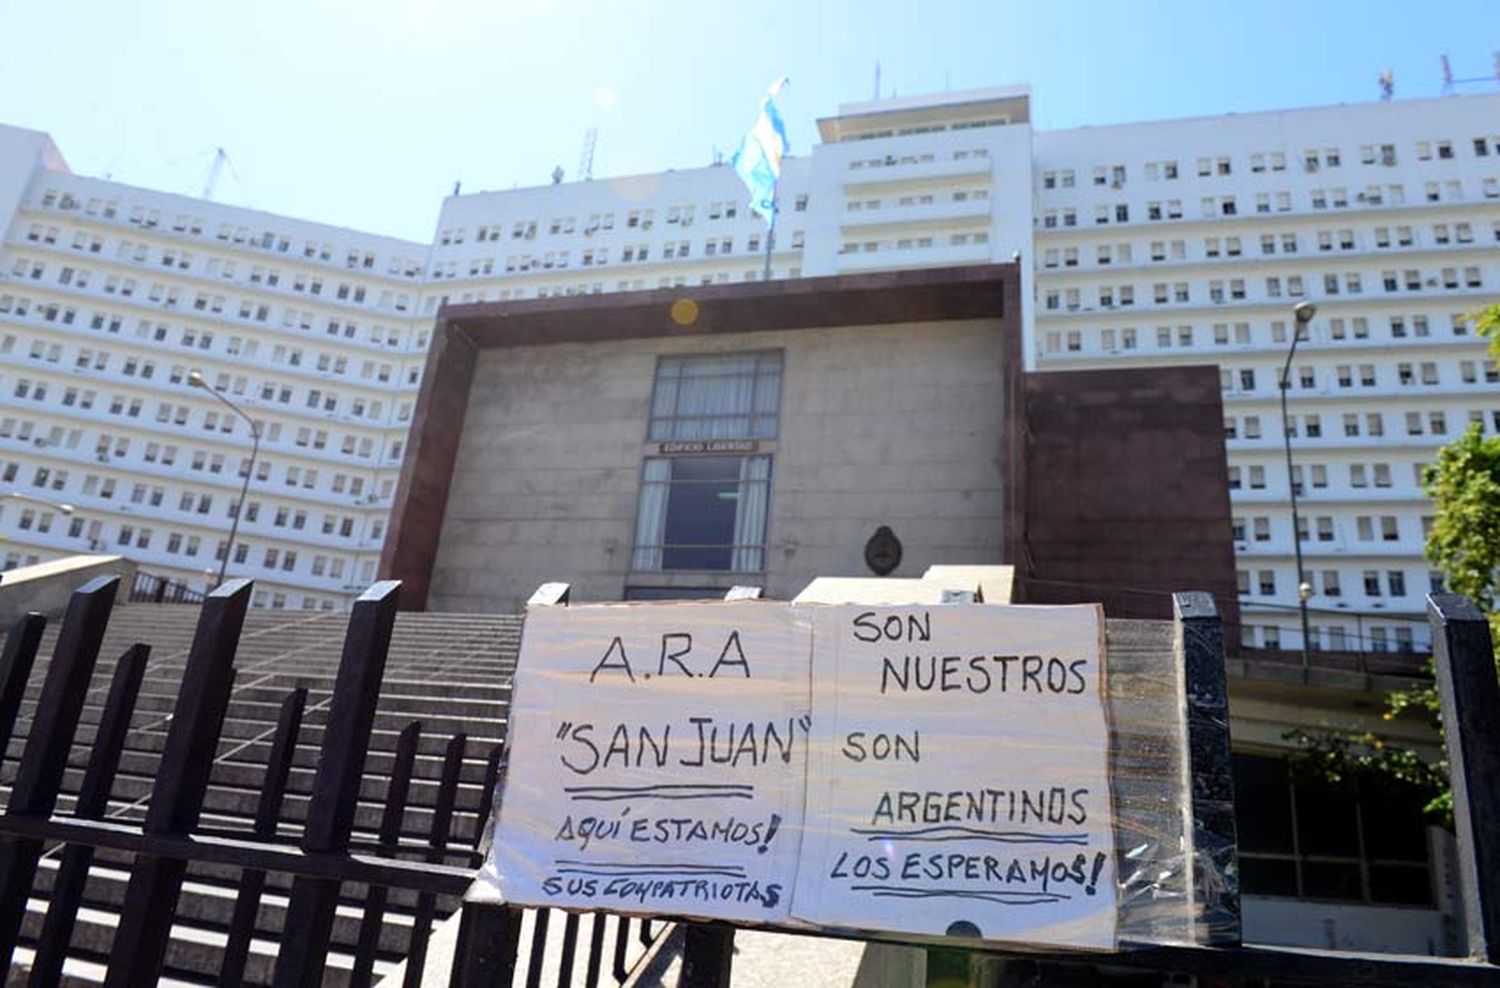 EDIFICIO LIBERTAD
A.R.A
"SAN JUAN"
AQUÍ ESTAMOS!
SUS COMPATRIOTAS
SON
NUESTROS
SON
ARGENTINOS
LOS ESPERAMOS!